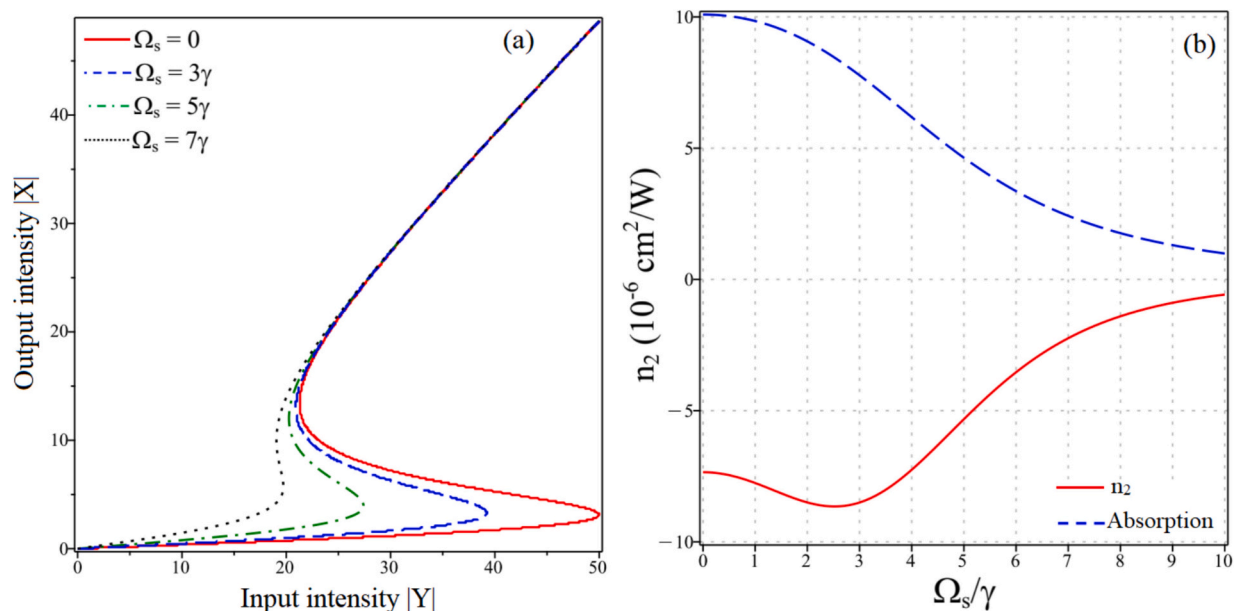 (a)
Ωs = 0
Ωs = 3γ
Ωs = 5γ
Ωs = 7γ
Output intensity |X|
40
30
20
10
0
0 10 20 30 40 50
Input intensity |Y|
(b)
n2 (10-6 cm2/W)
10
5
0
−5
−10
n2
Absorption
0 1 2 3 4 5 6 7 8 9 10
Ωs/γ